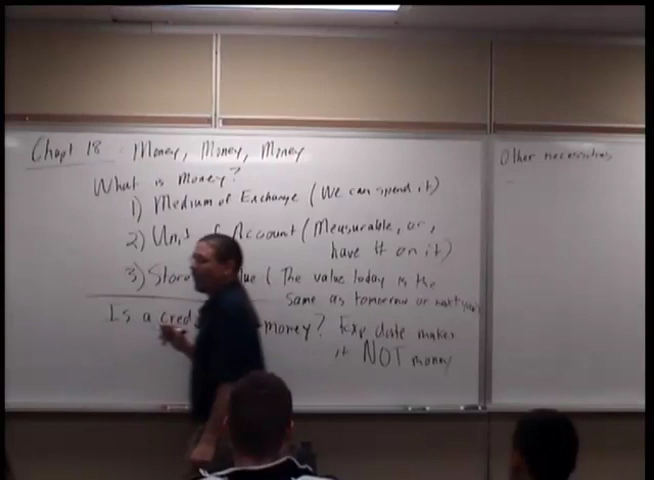 Chapt 18 Money, Money, Money
What is Money?
1) Medium of Exchange (We can spend it)
2) Unit of Account (Measurable, or,
have # on it)
3) Store ue (The value today is the
same as tomorrow or next
Is a cred money? Exp date makes
it NOT money
Other necessities